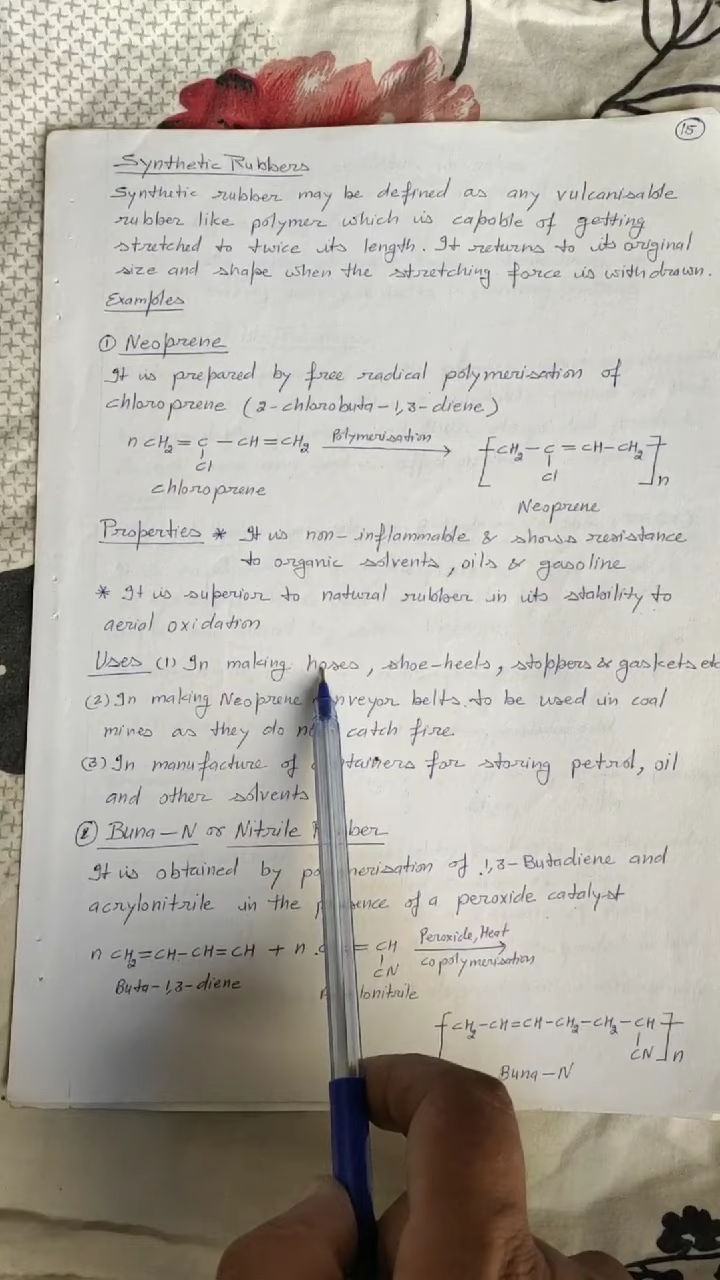 15
Synthetic Rubbers
Synthetic rubber may be defined as any vulcanisable
rubber like polymer which is capable of getting
stretched to twice its length. It returns to its original
size and shape when the stretching force is withdrawn.
Examples
① Neoprene
It is prepared by free radical polymerisation of
chloroprene (2-chlorobuta-1,3-diene)
n CH2=C-CH=CH2 Polymerisation [CH2-C=CH-CH2]n
Cl Cl
chloroprene
Neoprene
Properties * It is non-inflammable & shows resistance
to organic solvents, oils & gasoline
* It is superior to natural rubber in its stability to
aerial oxidation
Uses (1) In making hoses, shoe-heels, stoppers & gaskets etc
(2) In making Neoprene belts to be used in coal
mines as they do catch fire.
(3) In manufacture of for storing petrol, oil
and other solvents
② Buna-N or Nitrile
It is obtained by of 1,3-Butadiene and
acrylonitrile in the of a peroxide catalyst
n CH2=CH-CH=CH + n = CH Peroxide, Heat
CN copolymerisation
Buta-1,3-diene
[CH2-CH=CH-CH2-CH2-CH]n
CN
Buna-N